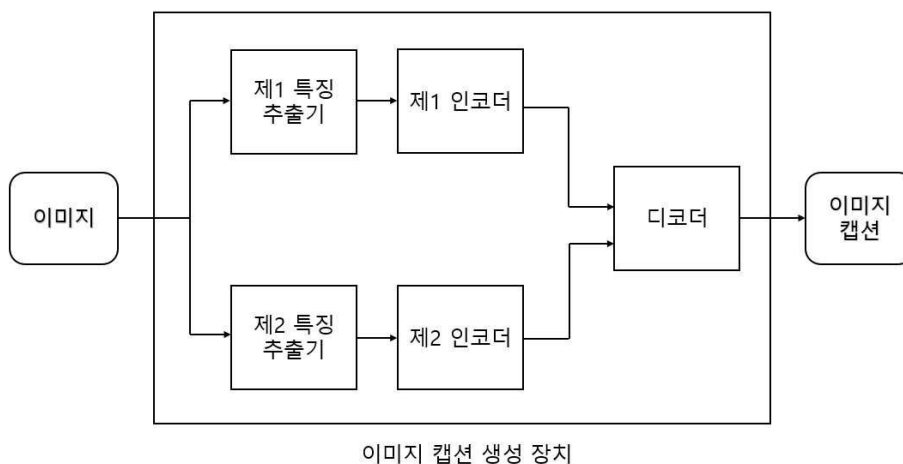 제1 특징
추출기
제1 인코더
이미지
디코더
이미지
캡션
제2 특징
추출기
제2 인코더
이미지 캡션 생성 장치